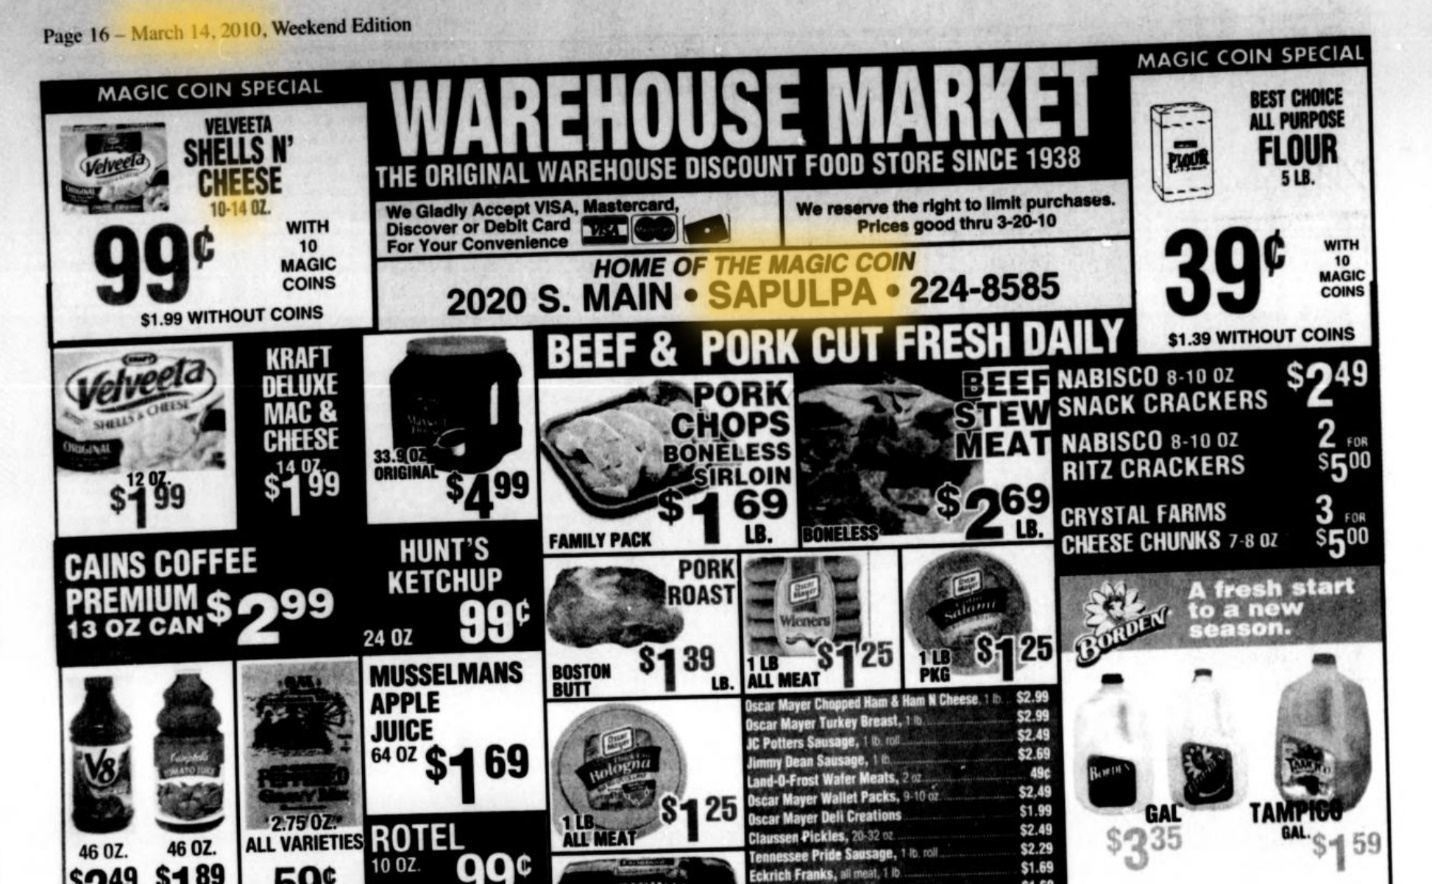 Page 16 – March 14, 2010, Weekend Edition
MAGIC COIN SPECIAL
VELVEETA
SHELLS N'
CHEESE
10-14 OZ.
99¢
WITH
10
MAGIC
COINS
$1.99 WITHOUT COINS
WAREHOUSE MARKET
THE ORIGINAL WAREHOUSE DISCOUNT FOOD STORE SINCE 1938
We Gladly Accept VISA, Mastercard,
Discover or Debit Card
For Your Convenience
VISA
We reserve the right to limit purchases.
Prices good thru 3-20-10
HOME OF THE MAGIC COIN
2020 S. MAIN • SAPULPA • 224-8585
MAGIC COIN SPECIAL
BEST CHOICE
ALL PURPOSE
FLOUR
5 LB.
39¢
WITH
10
MAGIC
COINS
$1.39 WITHOUT COINS
Velveeta
SHELLS & CHEESE
ORIGINAL
12 OZ.
$1.99
KRAFT
DELUXE
MAC &
CHEESE
14 OZ.
$1.99
33.9 OZ
ORIGINAL
$4.99
BEEF & PORK CUT FRESH DAILY
PORK
CHOPS
BONELESS
SIRLOIN
$1.69
LB.
FAMILY PACK
BEEF
STEW
MEAT
$2.69
LB.
BONELESS
NABISCO 8-10 OZ
SNACK CRACKERS
$2.49
NABISCO 8-10 OZ
RITZ CRACKERS
2 FOR
$5.00
CRYSTAL FARMS
CHEESE CHUNKS 7-8 OZ
3 FOR
$5.00
CAINS COFFEE
PREMIUM
13 OZ CAN
$2.99
HUNT'S
KETCHUP
24 OZ
99¢
PORK
ROAST
BOSTON
BUTT
$1.39
LB.
Wieners
1 LB
ALL MEAT
$1.25
Salami
1 LB
PKG
$1.25
BORDEN
A fresh start
to a new
season.
V8
46 OZ.
$2.49
Campbell's
TOMATO JUICE
46 OZ.
$1.89
2.75 OZ.
ALL VARIETIES
59¢
MUSSELMANS
APPLE
JUICE
64 OZ
$1.69
ROTEL
10 OZ.
99¢
Bologna
1 LB.
ALL MEAT
$1.25
Oscar Mayer Chopped Ham & Ham N Cheese, 1 lb. $2.99
Oscar Mayer Turkey Breast, 1 lb. $2.99
JC Potters Sausage, 1 lb. roll $2.49
Jimmy Dean Sausage, 1 lb. $2.69
Land-O-Frost Wafer Meats, 2 oz 49¢
Oscar Mayer Wallet Packs, 9-10 oz. $2.49
Oscar Mayer Deli Creations $1.99
Claussen Pickles, 20-32 oz. $2.49
Tennessee Pride Sausage, 1 lb. roll $2.29
Eckrich Franks, all meat, 1 lb. $1.69
BORDEN
GAL
$3.35
TAMPICO
GAL.
$1.59